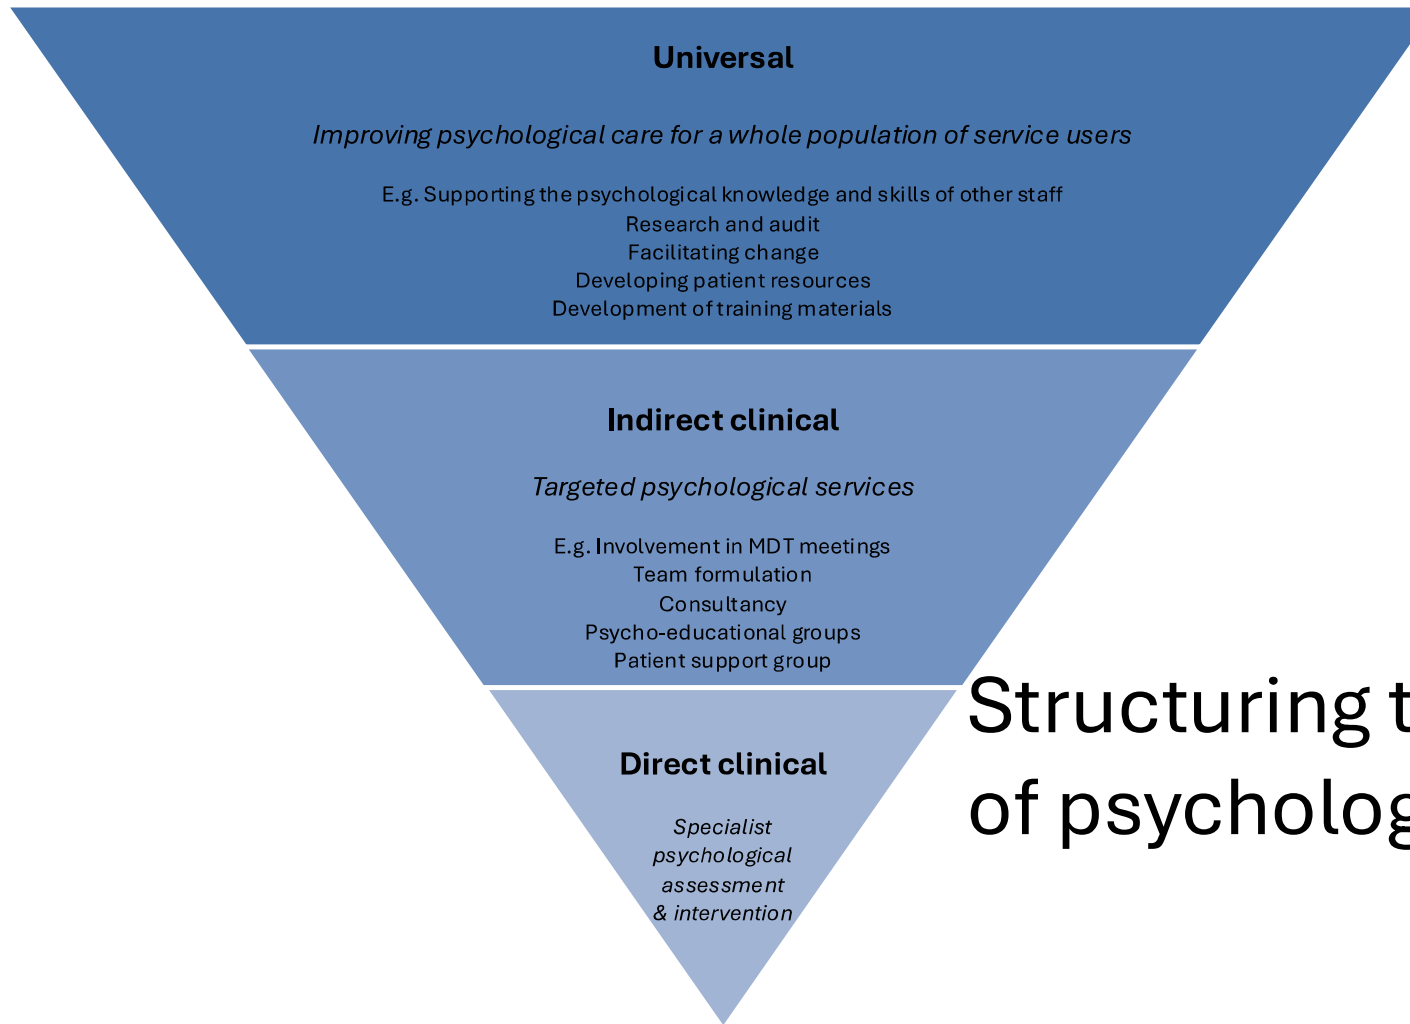 Universal
Improving psychological care for a whole population of service users
E.g. Supporting the psychological knowledge and skills of other staff
Research and audit
Facilitating change
Developing patient resources
Development of training materials
Indirect clinical
Targeted psychological services
E.g. Involvement in MDT meetings
Team formulation
Consultancy
Psycho-educational groups
Patient support group
Direct clinical
Specialist
psychological
assessment
& intervention
Structuring
of